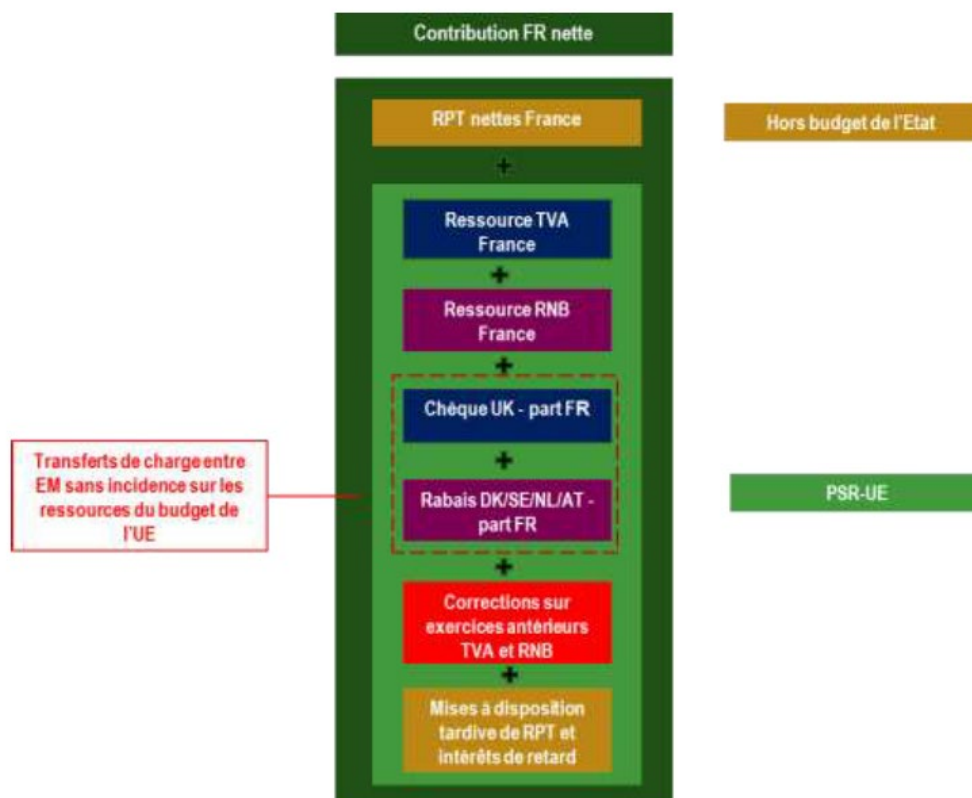 Contribution FR nette
RPT nettes France
Hors budget de l'Etat
+
Ressource TVA
France
+
Ressource RNB
France
+
Chèque UK - part FR
+
Rabais DK/SE/NL/AT -
part FR
Transferts de charge entre
EM sans incidence sur les
ressources du budget de
l'UE
PSR-UE
+
Corrections sur
exercices antérieurs
TVA et RNB
+
Mises à disposition
tardive de RPT et
intérêts de retard